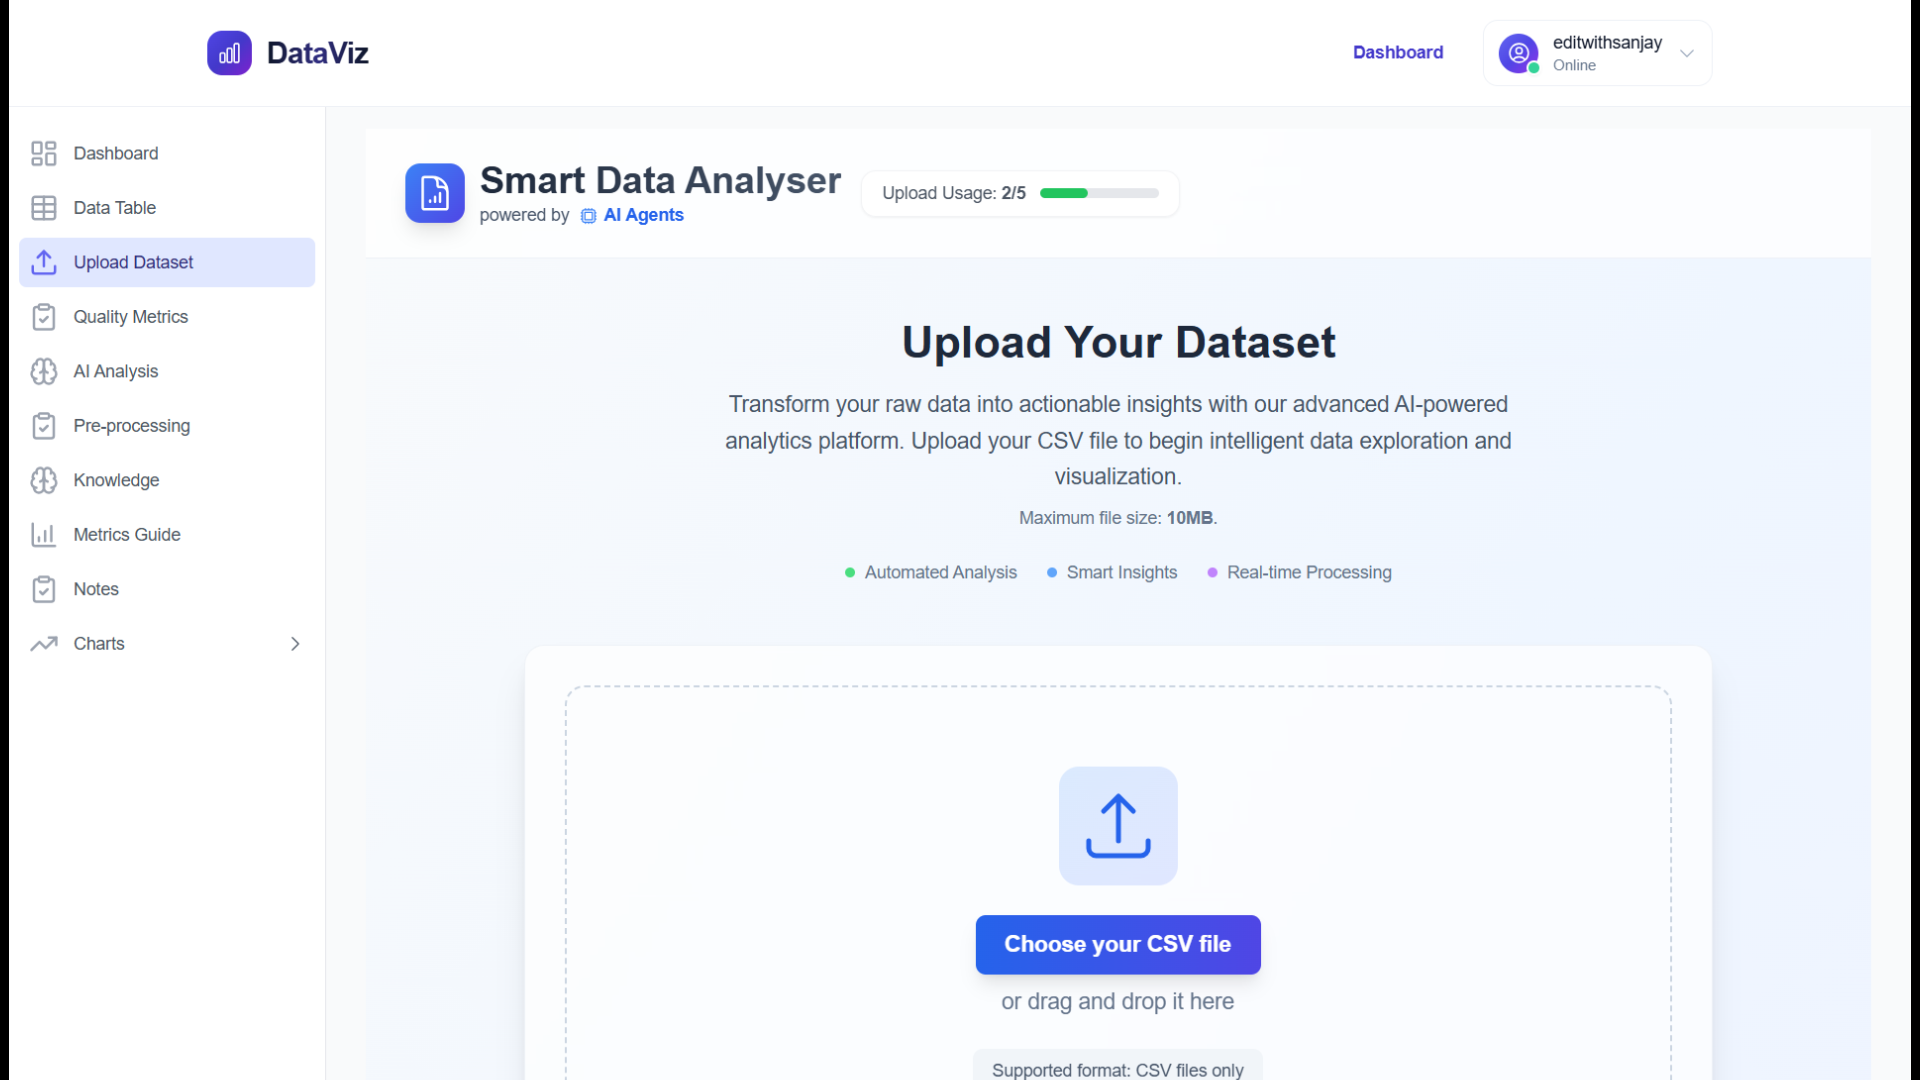 DataViz
Dashboard
editwithsanjay
Online
Dashboard
Data Table
Upload Dataset
Quality Metrics
AI Analysis
Pre-processing
Knowledge
Metrics Guide
Notes
Charts
Smart Data Analyser
powered by AI Agents
Upload Usage: 2/5
Upload Your Dataset
Transform your raw data into actionable insights with our advanced AI-powered
analytics platform. Upload your CSV file to begin intelligent data exploration and
visualization.
Maximum file size: 10MB.
Automated Analysis
Smart Insights
Real-time Processing
Choose your CSV file
or drag and drop it here
Supported format: CSV files only